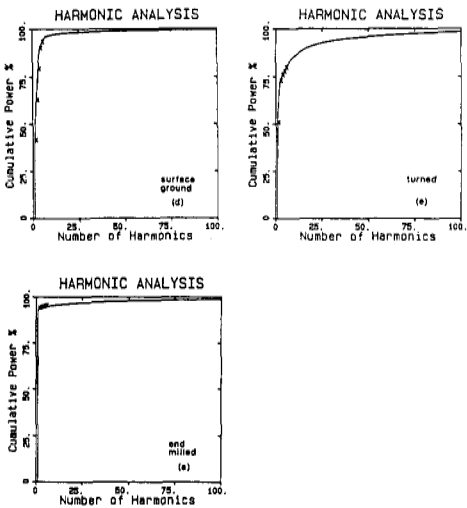 HARMONIC ANALYSIS
Cumulative Power %
100.
75.
50.
25.
0
surface
ground
(d)
0. 25. 50. 75. 100.
Number of Harmonics
HARMONIC ANALYSIS
Cumulative Power %
100.
75.
50.
25.
0
turned
(e)
0. 25. 50. 75. 100.
Number of Harmonics
HARMONIC ANALYSIS
Cumulative Power %
100.
75.
50.
25.
0.
end
milled
(e)
0 25. 50. 75. 100.
Number of Harmonics